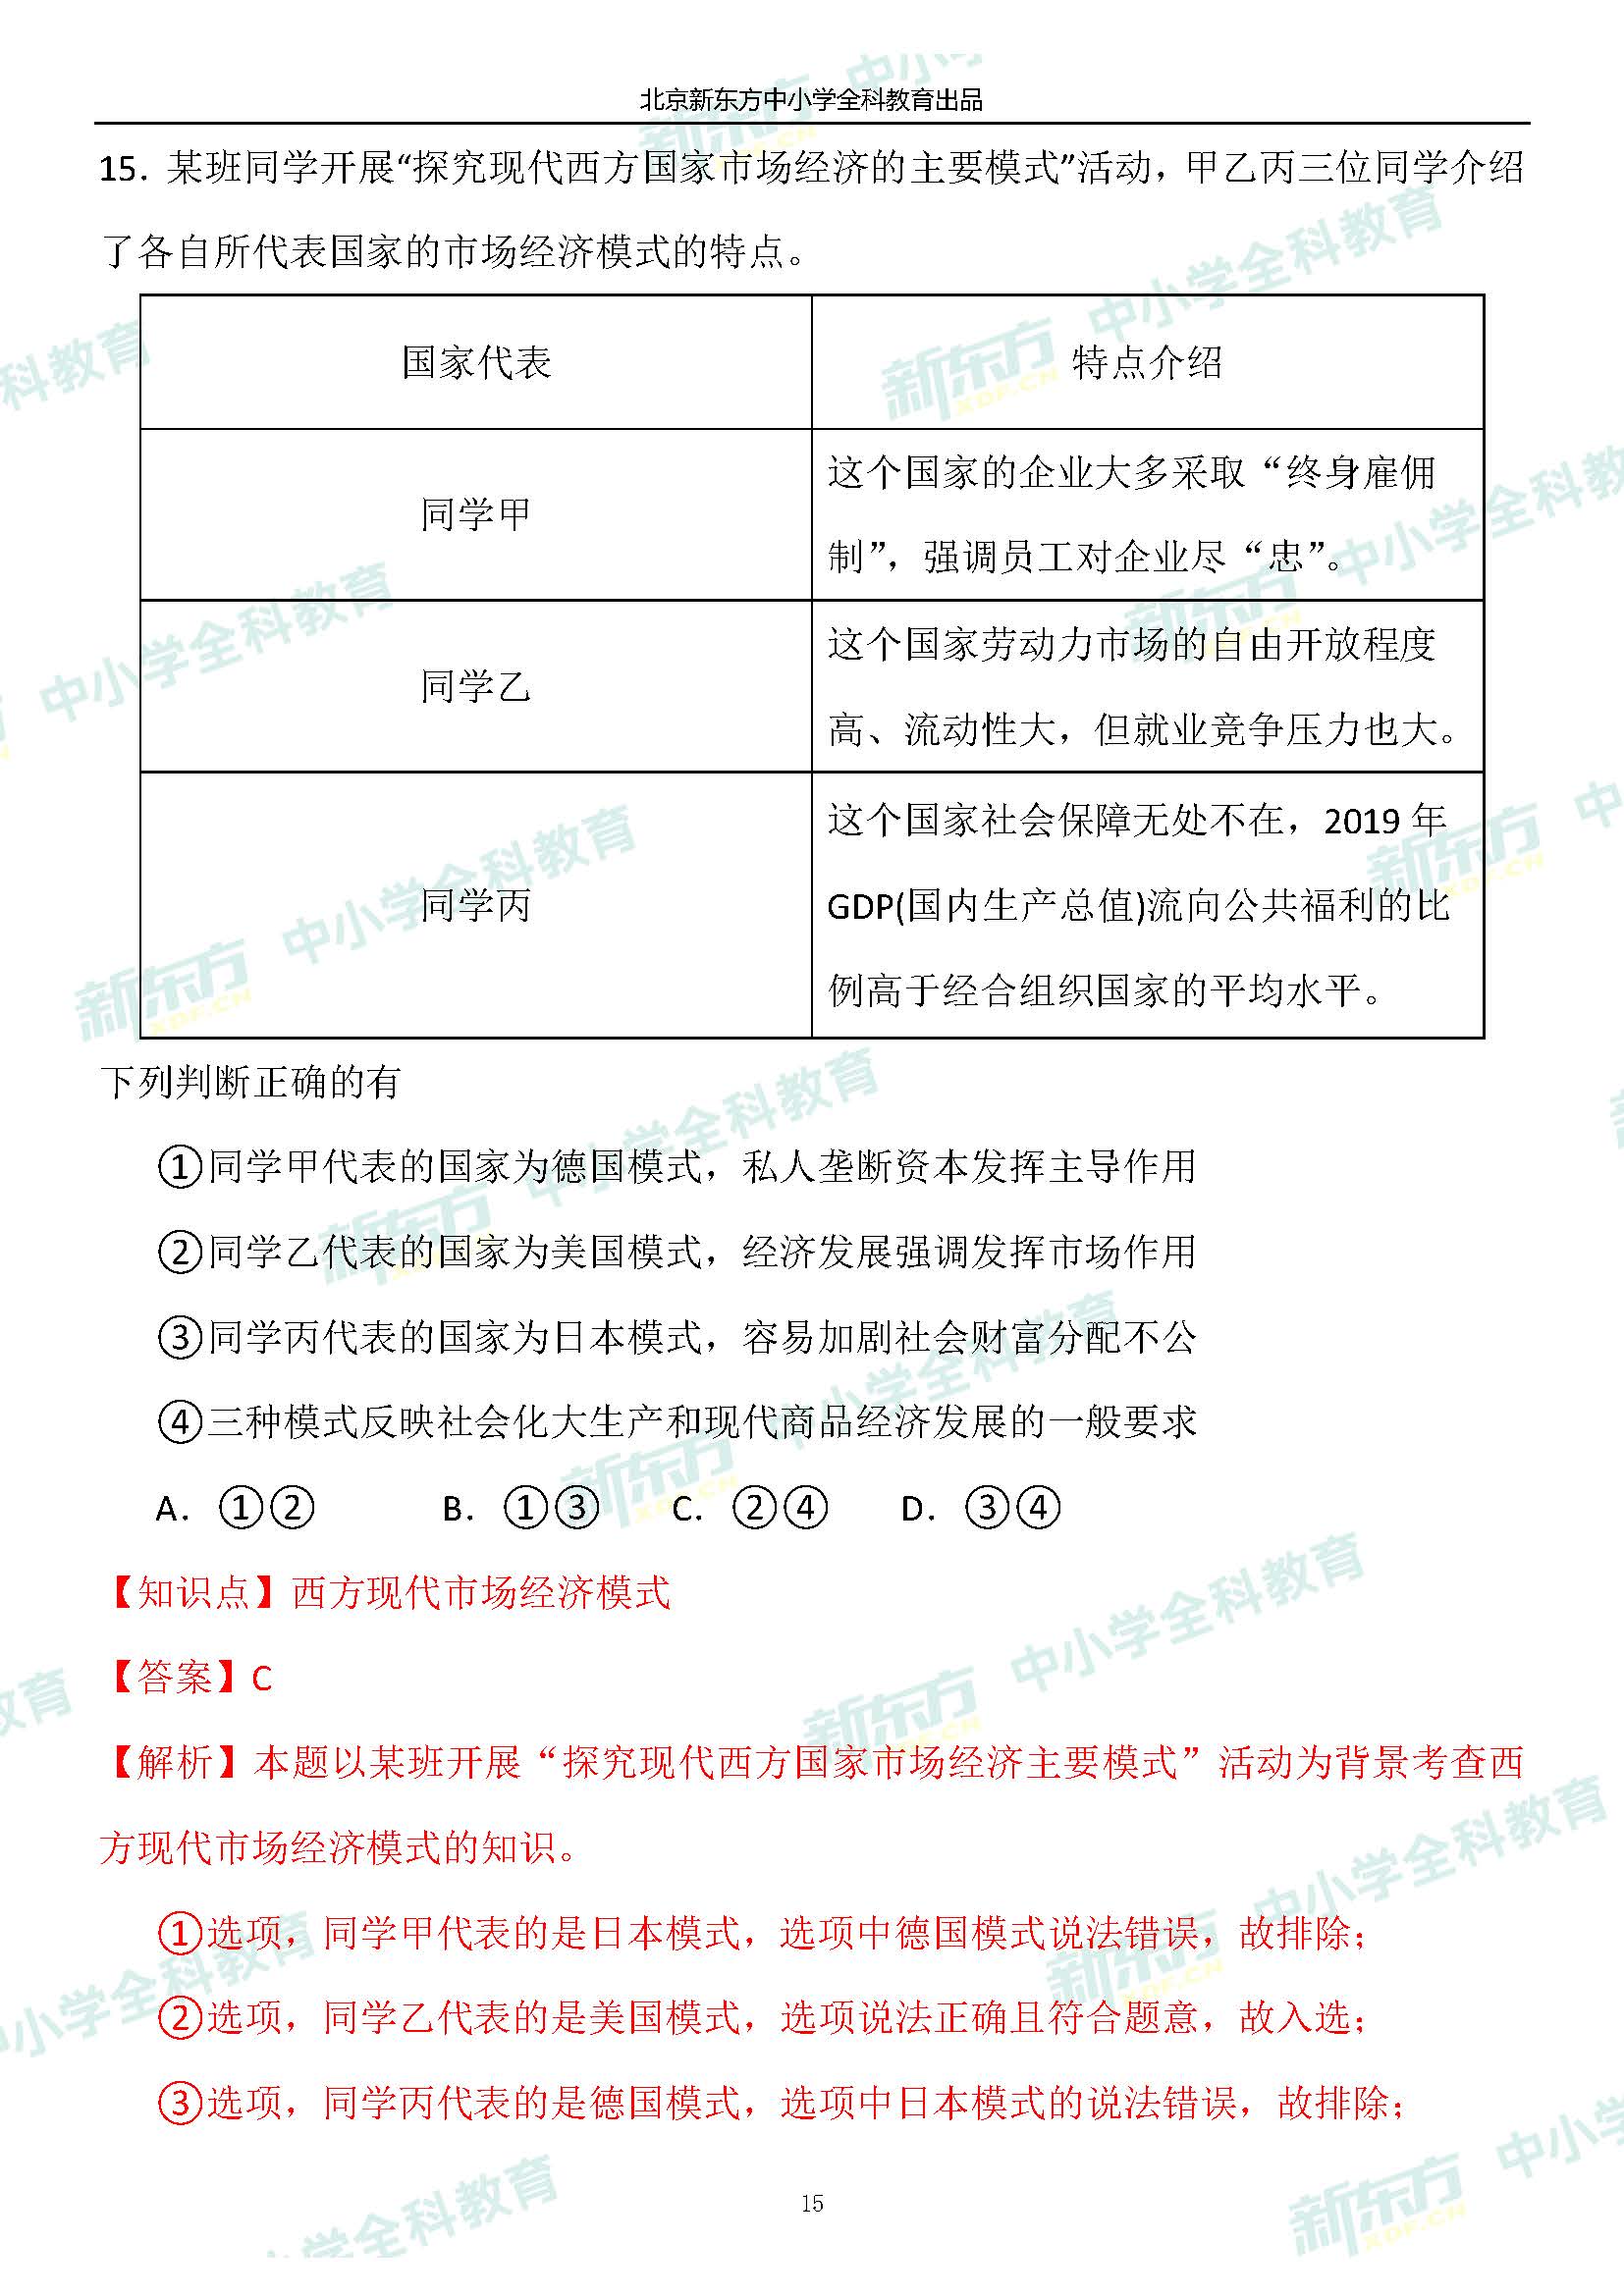 北京新东方中小学全科教育出品
15. 某班同学开展“探究现代西方国家市场经济的主要模式”活动，甲乙丙三位同学介绍
了各自所代表国家的市场经济模式的特点。
国家代表 特点介绍
同学甲
这个国家的企业大多采取“终身雇佣
制”，强调员工对企业尽“忠”。
同学乙
这个国家劳动力市场的自由开放程度
高、流动性大，但就业竞争压力也大。
同学丙
这个国家社会保障无处不在，2019 年
GDP(国内生产总值)流向公共福利的比
例高于经合组织国家的平均水平。
下列判断正确的有
①同学甲代表的国家为德国模式，私人垄断资本发挥主导作用
②同学乙代表的国家为美国模式，经济发展强调发挥市场作用
③同学丙代表的国家为日本模式，容易加剧社会财富分配不公
④三种模式反映社会化大生产和现代商品经济发展的一般要求
A. ①② B. ①③ C. ②④ D. ③④
【知识点】西方现代市场经济模式
【答案】C
【解析】本题以某班开展“探究现代西方国家市场经济主要模式”活动为背景考查西
方现代市场经济模式的知识。
①选项，同学甲代表的是日本模式，选项中德国模式说法错误，故排除；
②选项，同学乙代表的是美国模式，选项说法正确且符合题意，故入选；
③选项，同学丙代表的是德国模式，选项中日本模式的说法错误，故排除；
15
新东方 XDF.CN 中小学全科教育